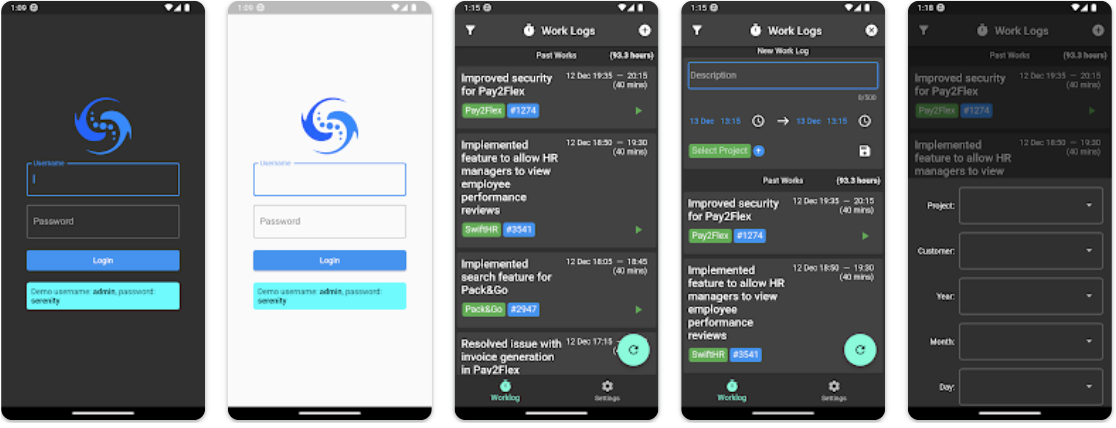 1:09
Username
Password
Login
Demo username: admin, password:
serenity
1:09
Username
Password
Login
Demo username: admin, password:
serenity
1:15
Work Logs
Past Works (93.3 hours)
Improved security
for Pay2Flex
12 Dec 19:35 — 20:15
(40 mins)
Pay2Flex #1274
Implemented
feature to allow HR
managers to view
employee
performance
reviews
12 Dec 18:50 — 19:30
(40 mins)
SwiftHR #3541
Implemented
search feature for
Pack&Go
12 Dec 18:05 — 18:45
(40 mins)
Pack&Go #2947
Resolved issue with
invoice generation
in Pay2Flex
12 Dec 17:15
Worklog Settings
1:15
Work Logs
New Work Log
Description
0/500
13 Dec 13:15 → 13 Dec 13:15
Select Project
Past Works (93.3 hours)
Improved security
for Pay2Flex
12 Dec 19:35 — 20:15
(40 mins)
Pay2Flex #1274
Implemented
feature to allow HR
managers to view
employee
performance
reviews
12 Dec 18:50 — 19:30
(40 mins)
SwiftHR #3541
Worklog Settings
1:18
Work Logs
Past Works (93.3 hours)
Improved security
for Pay2Flex
12 Dec 19:35 — 20:15
(40 mins)
Pay2Flex #1274
Implemented
feature to allow HR
managers to view
12 Dec 18:50 — 19:30
(40 mins)
Project:
Customer:
Year:
Month:
Day: